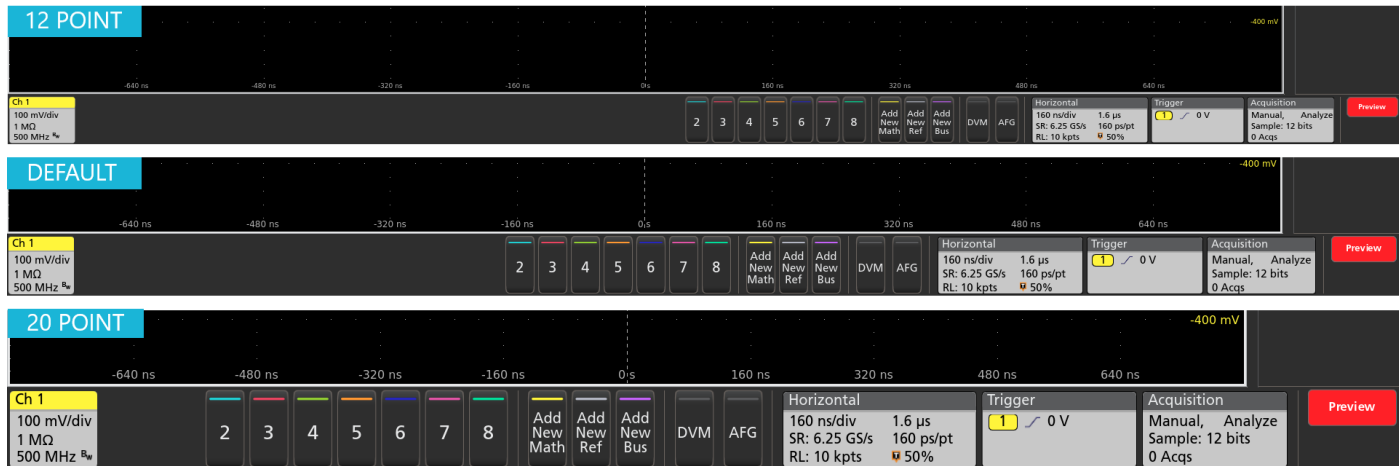 12 POINT
-400 mV
-640 ns -480 ns -320 ns -160 ns 0 s 160 ns 320 ns 480 ns 640 ns
Ch 1
100 mV/div
1 MΩ
500 MHz Bw
2 3 4 5 6 7 8
Add New Math
Add New Ref
Add New Bus
DVM
AFG
Horizontal
160 ns/div 1.6 µs
SR: 6.25 GS/s 160 ps/pt
RL: 10 kpts 50%
Trigger
1 0 V
Acquisition
Manual, Analyze
Sample: 12 bits
0 Acqs
Preview
DEFAULT
-400 mV
-640 ns -480 ns -320 ns -160 ns 0 s 160 ns 320 ns 480 ns 640 ns
Ch 1
100 mV/div
1 MΩ
500 MHz Bw
2 3 4 5 6 7 8
Add New Math
Add New Ref
Add New Bus
DVM
AFG
Horizontal
160 ns/div 1.6 µs
SR: 6.25 GS/s 160 ps/pt
RL: 10 kpts 50%
Trigger
1 0 V
Acquisition
Manual, Analyze
Sample: 12 bits
0 Acqs
Preview
20 POINT
-400 mV
-640 ns -480 ns -320 ns -160 ns 0 s 160 ns 320 ns 480 ns 640 ns
Ch 1
100 mV/div
1 MΩ
500 MHz Bw
2 3 4 5 6 7 8
Add New Math
Add New Ref
Add New Bus
DVM
AFG
Horizontal
160 ns/div 1.6 µs
SR: 6.25 GS/s 160 ps/pt
RL: 10 kpts 50%
Trigger
1 0 V
Acquisition
Manual, Analyze
Sample: 12 bits
0 Acqs
Preview